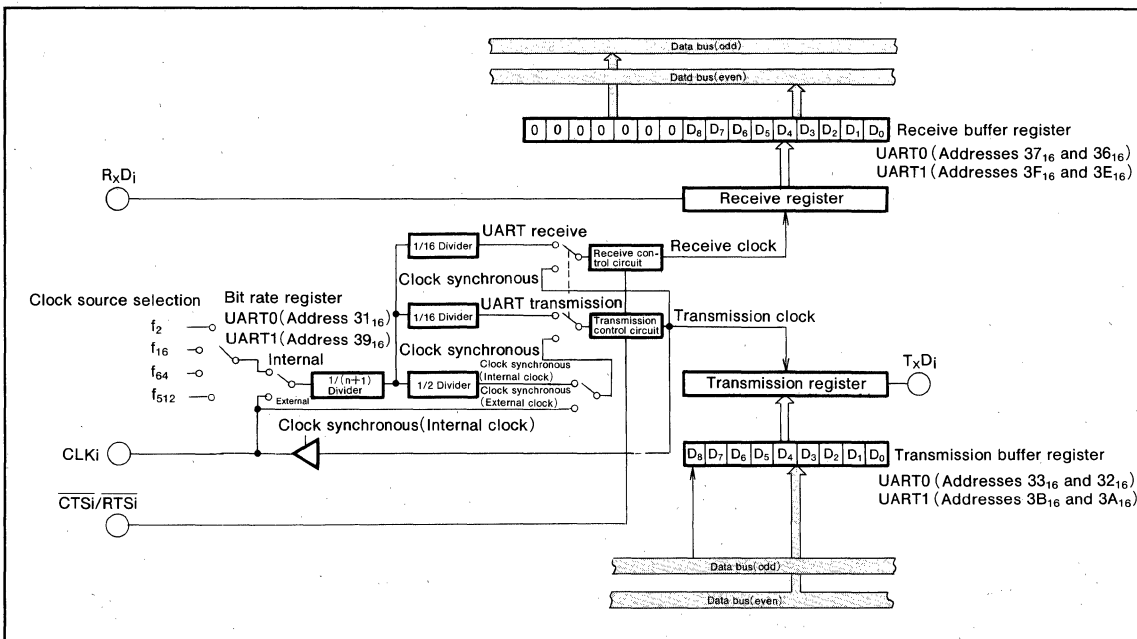 Data bus(odd)
Datd bus(even)
0 0 0 0 0 0 0 D₈ D₇ D₆ D₅ D₄ D₃ D₂ D₁ D₀
Receive buffer register
UART0 (Addresses 37₁₆ and 36₁₆)
UART1 (Addresses 3F₁₆ and 3E₁₆)
RₓDᵢ
Receive register
UART receive
1/16 Divider
Receive con-
trol circuit
Receive clock
Clock synchronous
Clock source selection
Bit rate register
UART0(Address 31₁₆)
UART1(Address 39₁₆)
UART transmission
1/16 Divider
Transmission
control circuit
Transmission clock
Clock synchronous
f₂
f₁₆
f₆₄
f₅₁₂
Internal
External
1/(n+1)
Divider
1/2 Divider
Clock synchronous
(Internal clock)
Clock synchronous
(External clock)
Transmission register
TₓDᵢ
Clock synchronous(Internal clock)
CLKi
D₈ D₇ D₆ D₅ D₄ D₃ D₂ D₁ D₀
Transmission buffer register
UART0 (Addresses 33₁₆ and 32₁₆)
UART1 (Addresses 3B₁₆ and 3A₁₆)
CTSi/RTSi
Data bus(odd)
Data bus(even)